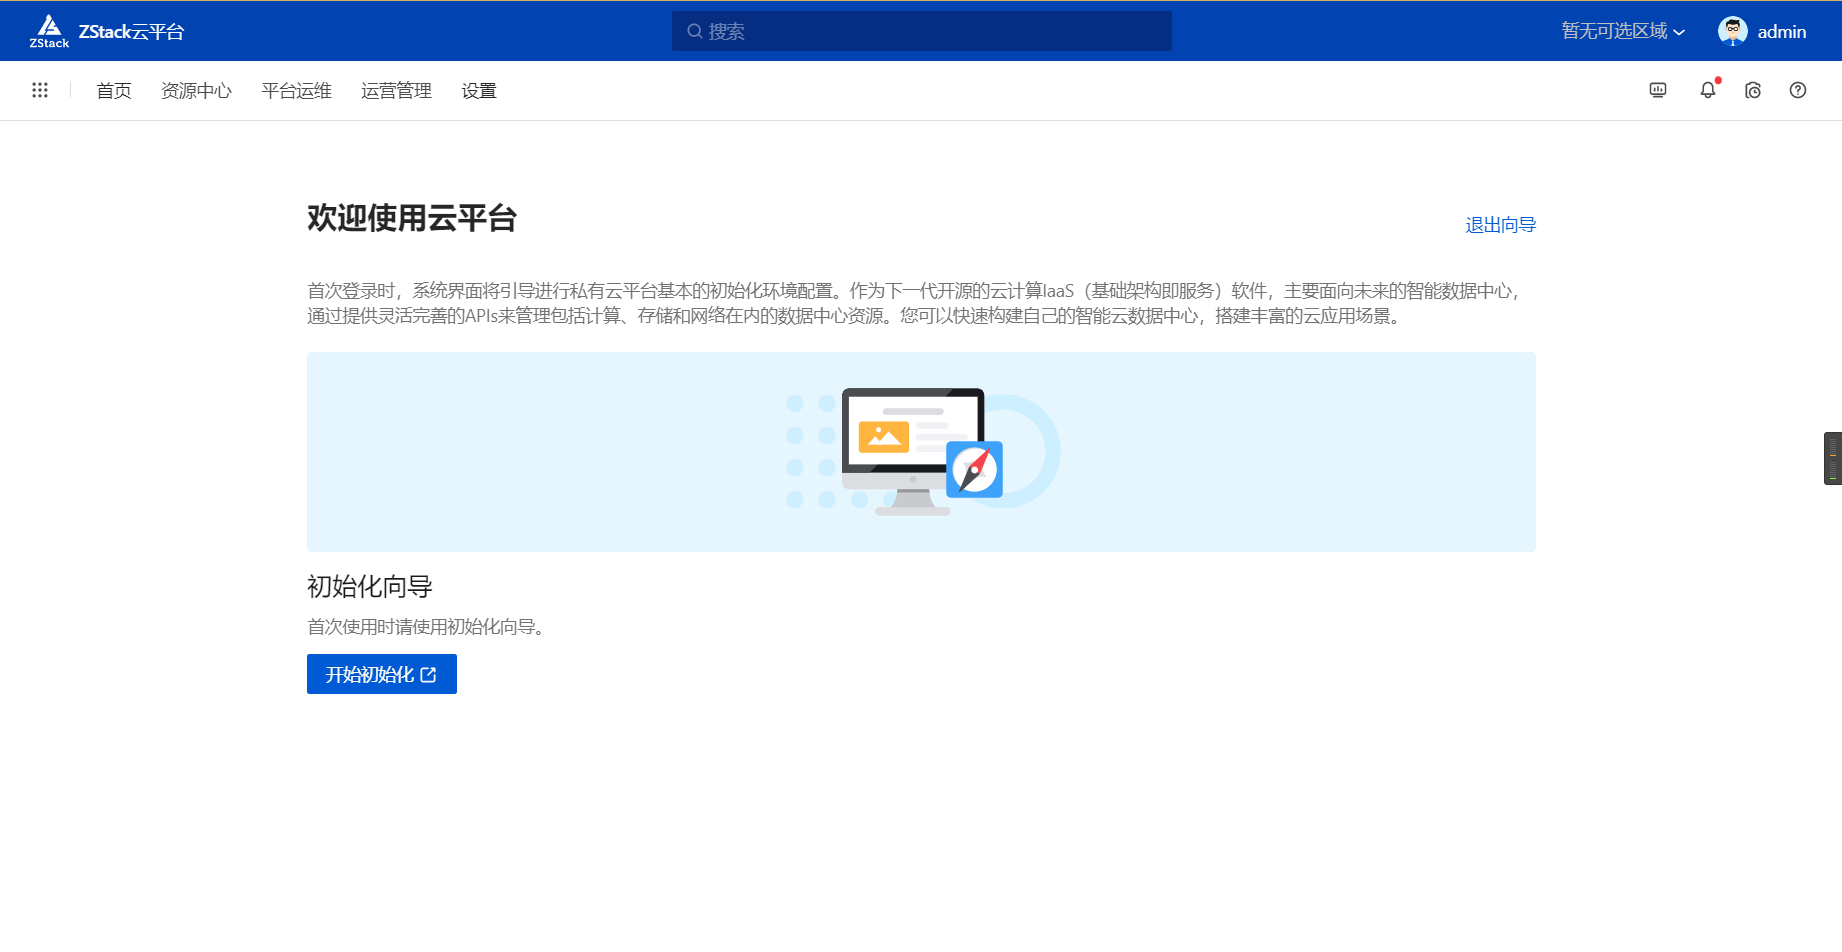 ZStack
ZStack云平台
搜索
暂无可选区域
admin
首页
资源中心
平台运维
运营管理
设置
欢迎使用云平台
退出向导
首次登录时，系统界面将引导进行私有云平台基本的初始化环境配置。作为下一代开源的云计算IaaS（基础架构即服务）软件，主要面向未来的智能数据中心，
通过提供灵活完善的APIs来管理包括计算、存储和网络在内的数据中心资源。您可以快速构建自己的智能云数据中心，搭建丰富的云应用场景。
初始化向导
首次使用时请使用初始化向导。
开始初始化